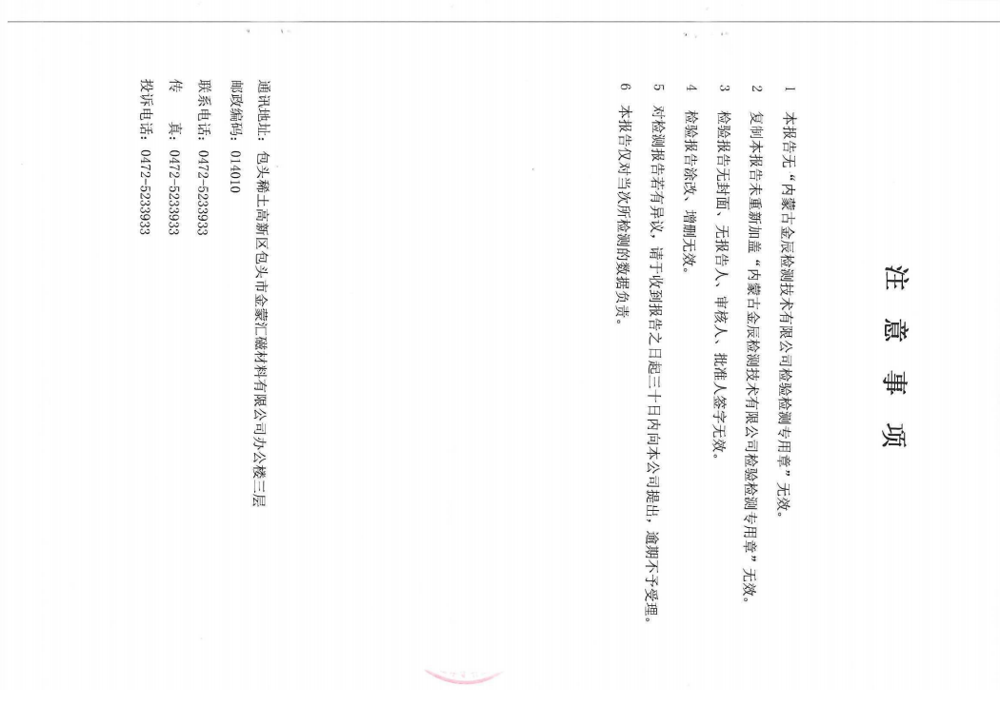 注意事项
1 本报告无“内蒙古金辰检测技术有限公司检验检测专用章”无效。
2 复制本报告未重新加盖“内蒙古金辰检测技术有限公司检验检测专用章”无效。
3 检验报告无封面、无报告人、审核人、批准人签字无效。
4 检验报告涂改、增删无效。
5 对检测报告若有异议，请于收到报告之日起三十日内向本公司提出，逾期不予受理。
6 本报告仅对当次所检测的数据负责。
通讯地址：包头稀土高新区包头市金蒙汇磁材料有限公司办公楼三层
邮政编码：014010
联系电话：0472-5233933
传 真：0472-5233933
投诉电话：0472-5233933